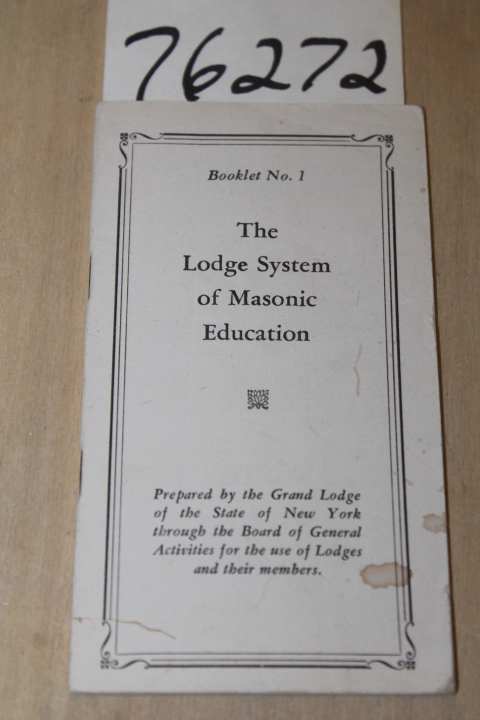 76272
Booklet No. 1
The
Lodge System
of Masonic
Education
Prepared by the Grand Lodge
of the State of New York
through the Board of General
Activities for the use of Lodges
and their members.